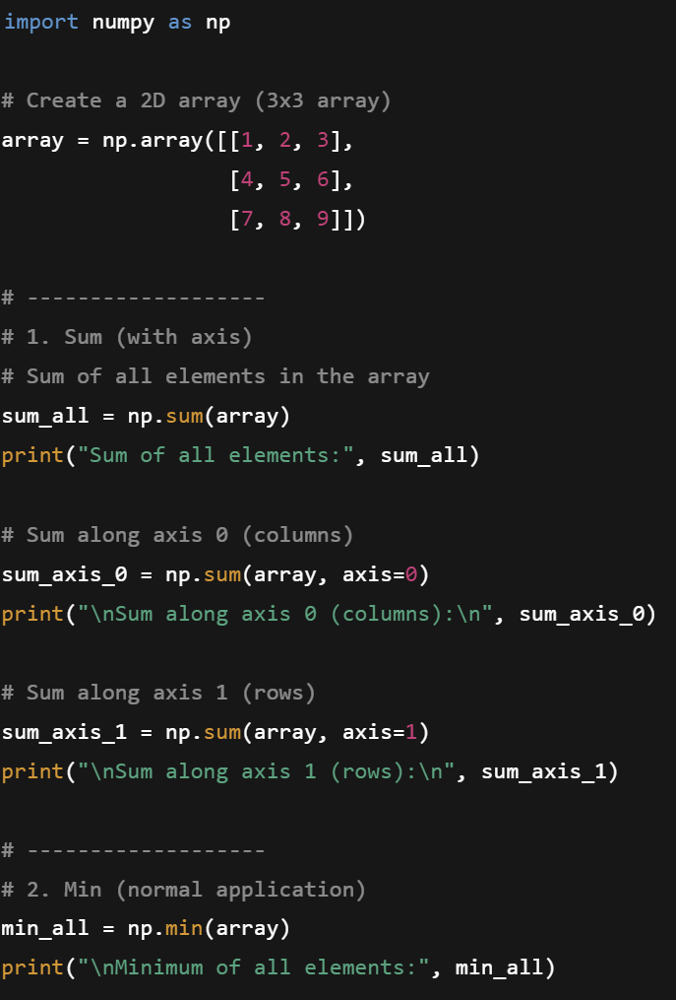 import numpy as np
# Create a 2D array (3x3 array)
array = np.array([[1, 2, 3],
                  [4, 5, 6],
                  [7, 8, 9]])
# -------------------
# 1. Sum (with axis)
# Sum of all elements in the array
sum_all = np.sum(array)
print("Sum of all elements:", sum_all)
# Sum along axis 0 (columns)
sum_axis_0 = np.sum(array, axis=0)
print("\nSum along axis 0 (columns):\n", sum_axis_0)
# Sum along axis 1 (rows)
sum_axis_1 = np.sum(array, axis=1)
print("\nSum along axis 1 (rows):\n", sum_axis_1)
# -------------------
# 2. Min (normal application)
min_all = np.min(array)
print("\nMinimum of all elements:", min_all)